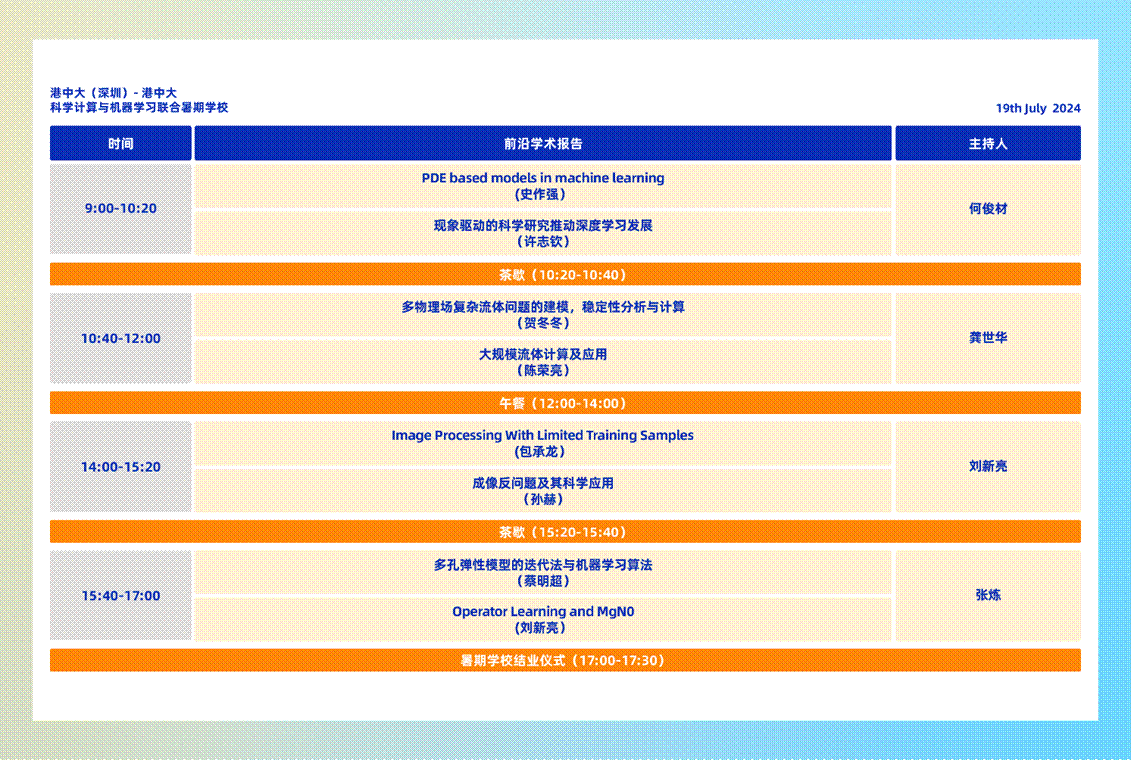 港中大（深圳）- 港中大
科学计算与机器学习联合暑期学校
19th July 2024
时间
前沿学术报告
主持人
9:00-10:20
PDE based models in machine learning
(史作强）
现象驱动的科学研究推动深度学习发展
（许志钦）
何俊材
茶歇（10:20-10:40）
10:40-12:00
多物理场复杂流体问题的建模，稳定性分析与计算
（贺冬冬）
大规模流体计算及应用
（陈荣亮）
龚世华
午餐（12:00-14:00）
14:00-15:20
Image Processing With Limited Training Samples
(包承龙）
成像反问题及其科学应用
（孙赫）
刘新亮
茶歇（15:20-15:40）
15:40-17:00
多孔弹性模型的迭代法与机器学习算法
（蔡明超）
Operator Learning and MgNO
(刘新亮）
张炼
暑期学校结业仪式（17:00-17:30）